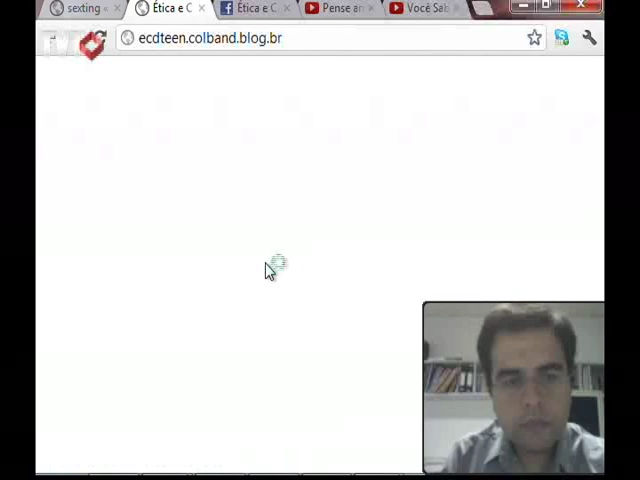 sexting
Ética e C
Ética e C
Pense an
Você Sab
ecdteen.colband.blog.br